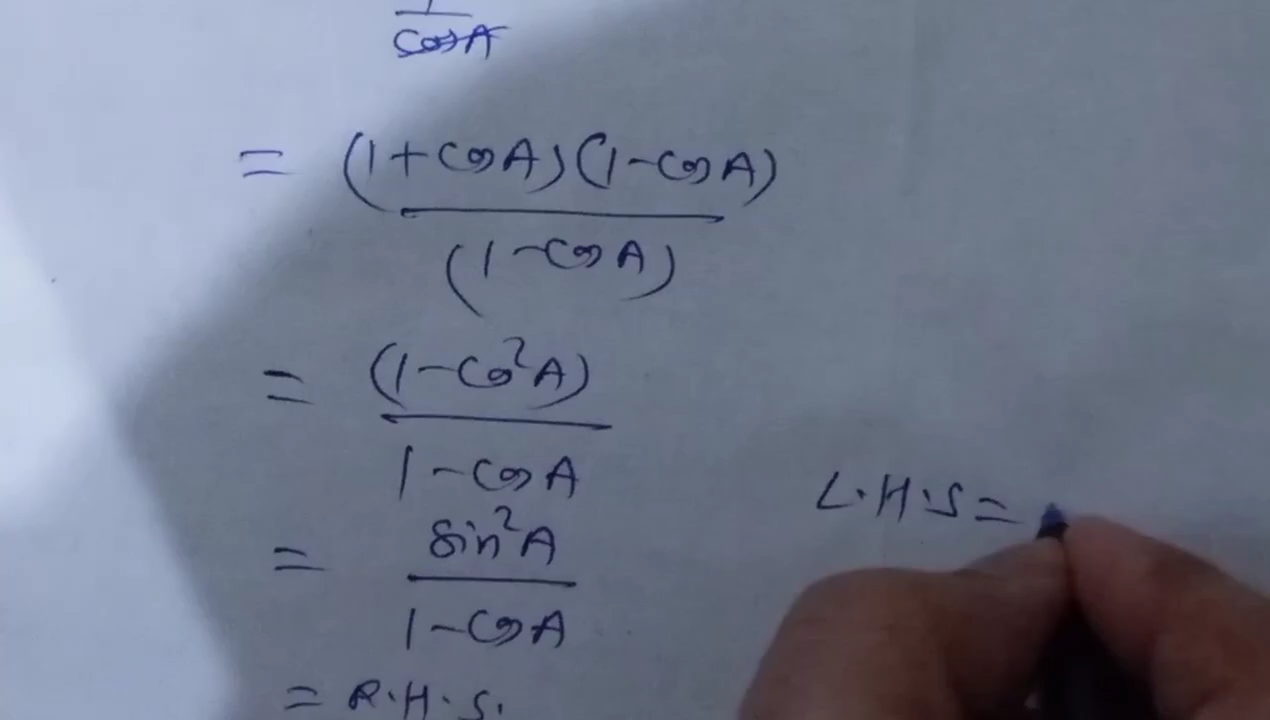 1
cosA
= (1+cosA)(1-cosA)
(1-cosA)
= (1-cos²A)
1-cosA
= sin²A
1-cosA
L.H.S=
= R.H.S.